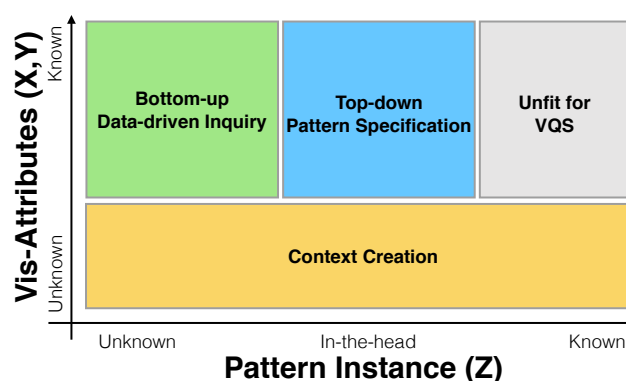 Vis-Attributes (X,Y)
Known
Unknown
Bottom-up
Data-driven Inquiry
Top-down
Pattern Specification
Unfit for
VQS
Context Creation
Unknown
In-the-head
Known
Pattern Instance (Z)